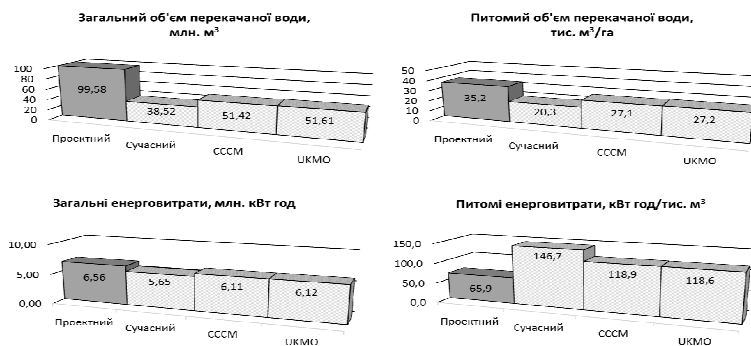 Загальний об'єм перекачаної води,
млн. м³
100
80
60
40
20
0
99,58
38,52
51,42
51,61
Проектний
Сучасний
СССМ
UKMO
Питомий об'єм перекачаної води,
тис. м³/га
50
40
30
20
10
0
35,2
20,3
27,1
27,2
Проектний
Сучасний
СССМ
UKMO
Загальні енерговитрати, млн. кВт год
10,00
5,00
0,00
6,56
5,65
6,11
6,12
Проектний
Сучасний
СССМ
UKMO
Питомі енерговитрати, кВт год/тис. м³
150,0
100,0
50,0
0,0
65,9
146,7
118,9
118,6
Проектний
Сучасний
СССМ
UKMO